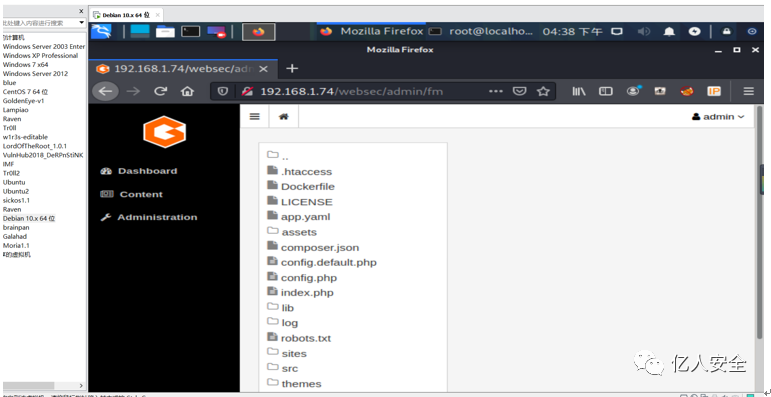 Debian 10.x 64 位
此处键入内容进行搜索
的计算机
Windows Server 2003 Enter
Windows XP Professional
Windows 7 x64
Windows Server 2012
blue
CentOS 7 64 位
GoldenEye-v1
Lampiao
Raven
Tr0ll
w1r3s-editable
LordOfTheRoot_1.0.1
VulnHub2018_DeRPnStiNK
IMF
Tr0ll2
Ubuntu
Ubuntu2
sickos1.1
Raven
Debian 10.x 64 位
brainpan
Galahad
Moria1.1
的虚拟机
Mozilla Firefox
root@localho...
04:38 下午
Mozilla Firefox
192.168.1.74/websec/adm
192.168.1.74/websec/admin/fm
IP
admin
Dashboard
Content
Administration
..
.htaccess
Dockerfile
LICENSE
app.yaml
assets
composer.json
config.default.php
config.php
index.php
lib
log
robots.txt
sites
src
themes
亿人安全